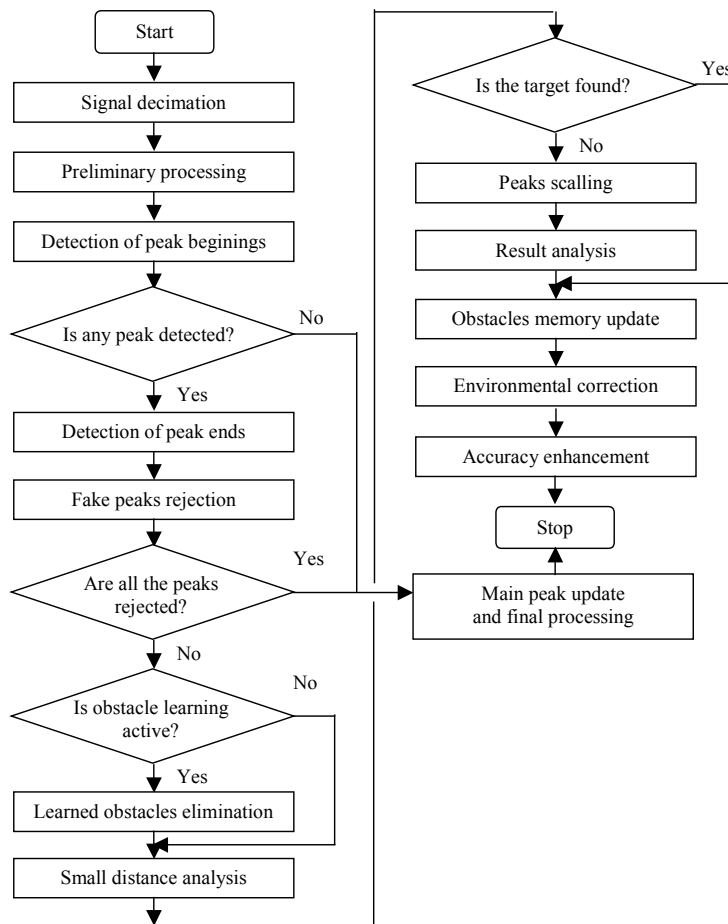 Start
Signal decimation
Preliminary processing
Detection of peak beginings
Is any peak detected?
No
Yes
Detection of peak ends
Fake peaks rejection
Are all the peaks
rejected?
Yes
No
Is obstacle learning
active?
No
Yes
Learned obstacles elimination
Small distance analysis
Is the target found?
Yes
No
Peaks scalling
Result analysis
Obstacles memory update
Environmental correction
Accuracy enhancement
Stop
Main peak update
and final processing